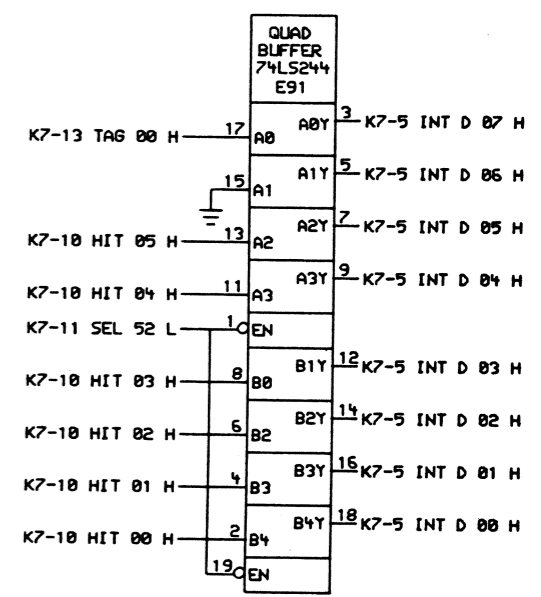 QUAD
BUFFER
74LS244
E91
K7-13 TAG 00 H 17 A0 A0Y 3 K7-5 INT D 07 H
15 A1 A1Y 5 K7-5 INT D 06 H
K7-10 HIT 05 H 13 A2 A2Y 7 K7-5 INT D 05 H
K7-10 HIT 04 H 11 A3 A3Y 9 K7-5 INT D 04 H
K7-11 SEL 52 L 1 EN
K7-10 HIT 03 H 8 B0 B1Y 12 K7-5 INT D 03 H
K7-10 HIT 02 H 6 B2 B2Y 14 K7-5 INT D 02 H
K7-10 HIT 01 H 4 B3 B3Y 16 K7-5 INT D 01 H
K7-10 HIT 00 H 2 B4 B4Y 18 K7-5 INT D 00 H
19 EN